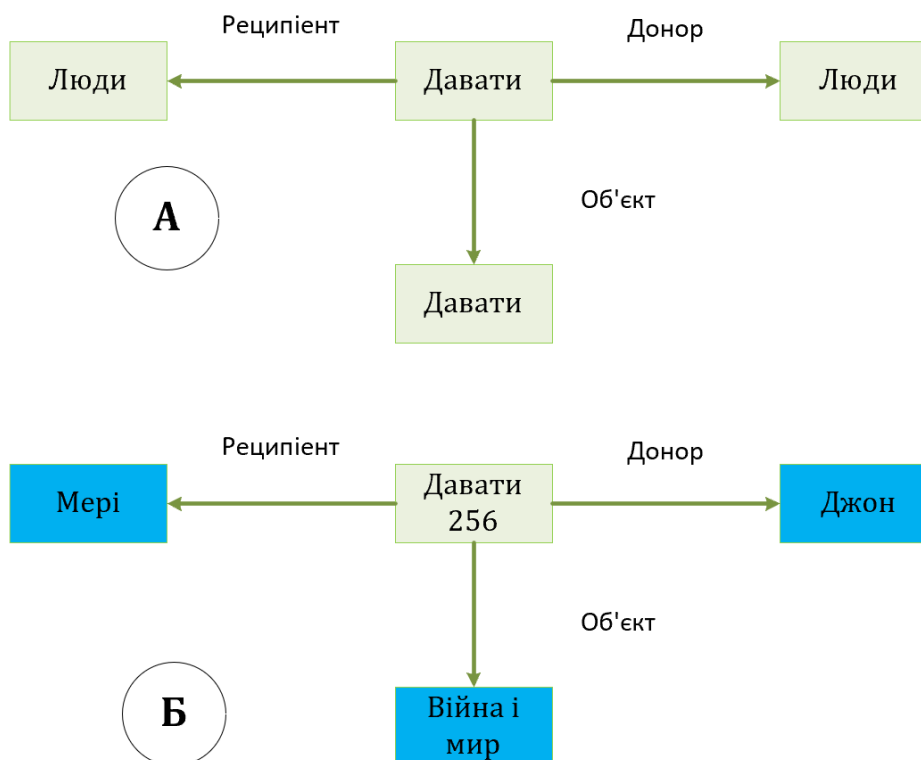 Реципієнт
Донор
Люди
Давати
Люди
Об'єкт
А
Давати
Реципієнт
Донор
Мері
Давати
256
Джон
Об'єкт
Б
Війна і
мир